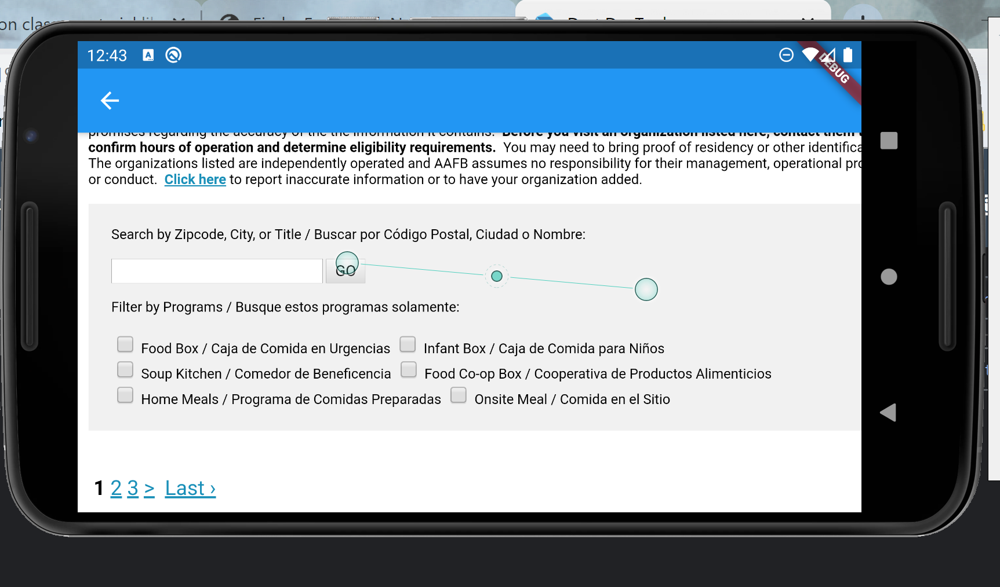 12:43
DEBUG
promises regarding the accuracy of the the information it contains. Before you visit an organization listed here, contact them
confirm hours of operation and determine eligibility requirements. You may need to bring proof of residency or other identifica
The organizations listed are independently operated and AAFB assumes no responsibility for their management, operational pro
or conduct. Click here to report inaccurate information or to have your organization added.
Search by Zipcode, City, or Title / Buscar por Código Postal, Ciudad o Nombre:
GO
Filter by Programs / Busque estos programas solamente:
Food Box / Caja de Comida en Urgencias Infant Box / Caja de Comida para Niños
Soup Kitchen / Comedor de Beneficencia Food Co-op Box / Cooperativa de Productos Alimenticios
Home Meals / Programa de Comidas Preparadas Onsite Meal / Comida en el Sitio
1 2 3 > Last ›